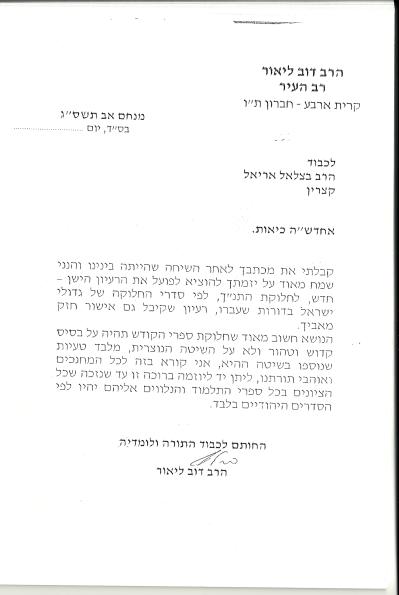 הרב דוב ליאור
רב העיר
קרית ארבע - חברון ת"ו
מנחם אב תשס"ג
בס"ד, יום
לכבוד
הרב בצלאל אריאל
קצרין
אחדש"ה כיאות.
קבלתי את מכתבך לאחר השיחה שהייתה בינינו והנני
שמח מאוד על יזמתך להוציא לפועל את הרעיון הישן –
חדש, לחלוקת התנ"ך, לפי סדרי החלוקה של גדולי
ישראל בדורות שעברו, רעיון שקיבל גם אישור חזק
מאביך.
הנושא חשוב מאוד שחלוקת ספרי הקודש תהיה על בסיס
קדוש וטהור ולא על השיטה הנוצרית, מלבד טעויות
שנוספו בשיטה ההיא, אני קורא בזה לכל המחנכים
ואוהבי תורתנו, ליתן יד ליוזמה ברוכה זו עד שנזכה שכל
הציונים בכל ספרי התלמוד והנלווים אליהם יהיו לפי
הסדרים היהודיים בלבד.
החותם לכבוד התורה ולומדיה
הרב דוב ליאור